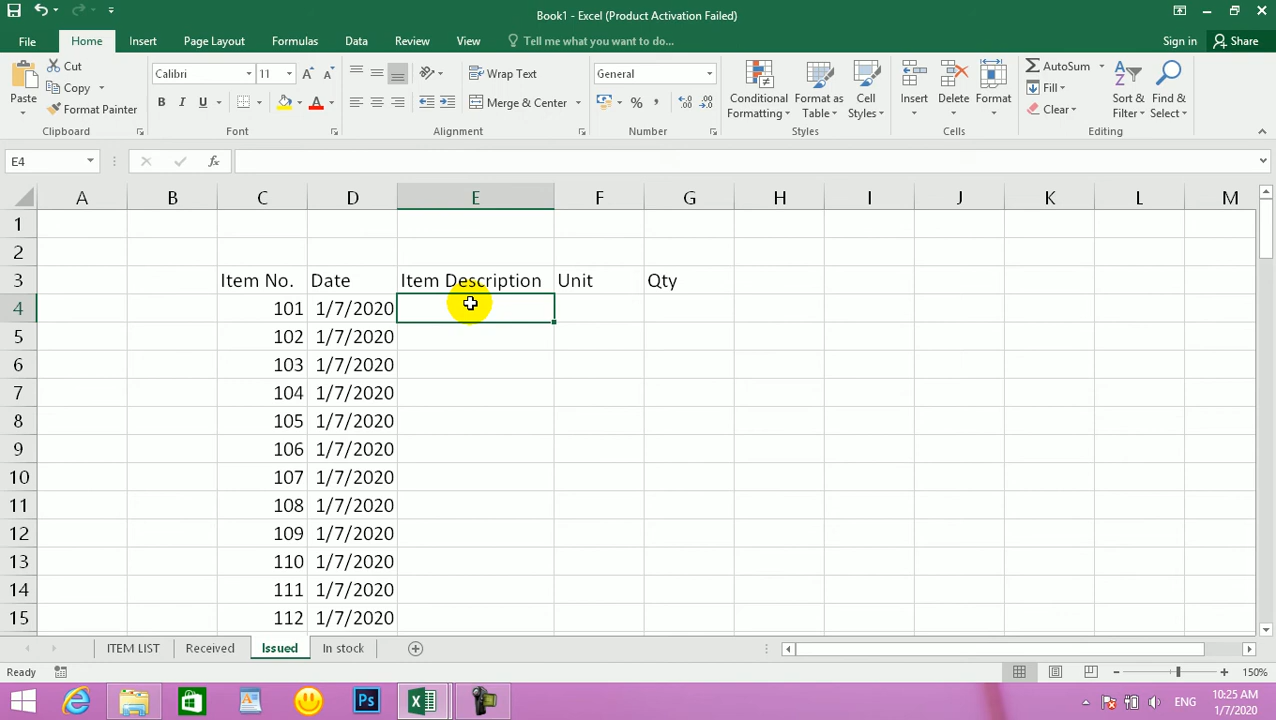 Book1 - Excel (Product Activation Failed)
File Home Insert Page Layout Formulas Data Review View Tell me what you want to do... Sign in Share
Paste Cut Copy Format Painter Clipboard
Calibri 11 A A B I U A Font
Wrap Text Merge & Center Alignment
General % , Number
Conditional Formatting Format as Table Cell Styles Styles
Insert Delete Format Cells
AutoSum Fill Clear Sort & Filter Find & Select Editing
E4 fx
A B C D E F G H I J K L M
1
2
3 Item No. Date Item Description Unit Qty
4 101 1/7/2020
5 102 1/7/2020
6 103 1/7/2020
7 104 1/7/2020
8 105 1/7/2020
9 106 1/7/2020
10 107 1/7/2020
11 108 1/7/2020
12 109 1/7/2020
13 110 1/7/2020
14 111 1/7/2020
15 112 1/7/2020
ITEM LIST Received Issued In stock
Ready 150%
Ps ENG 10:25 AM
1/7/2020